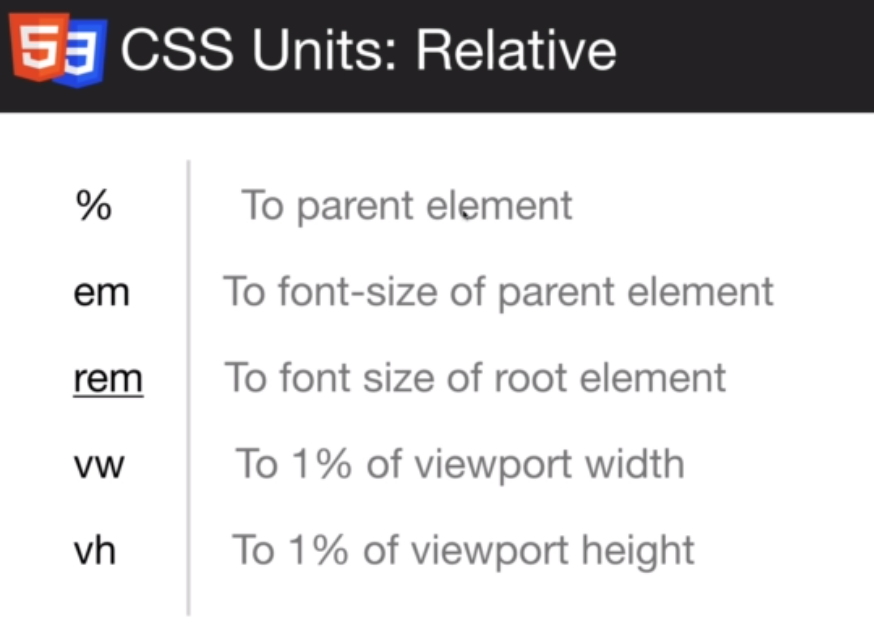 53 CSS Units: Relative
% To parent element
em To font-size of parent element
rem To font size of root element
vw To 1% of viewport width
vh To 1% of viewport height